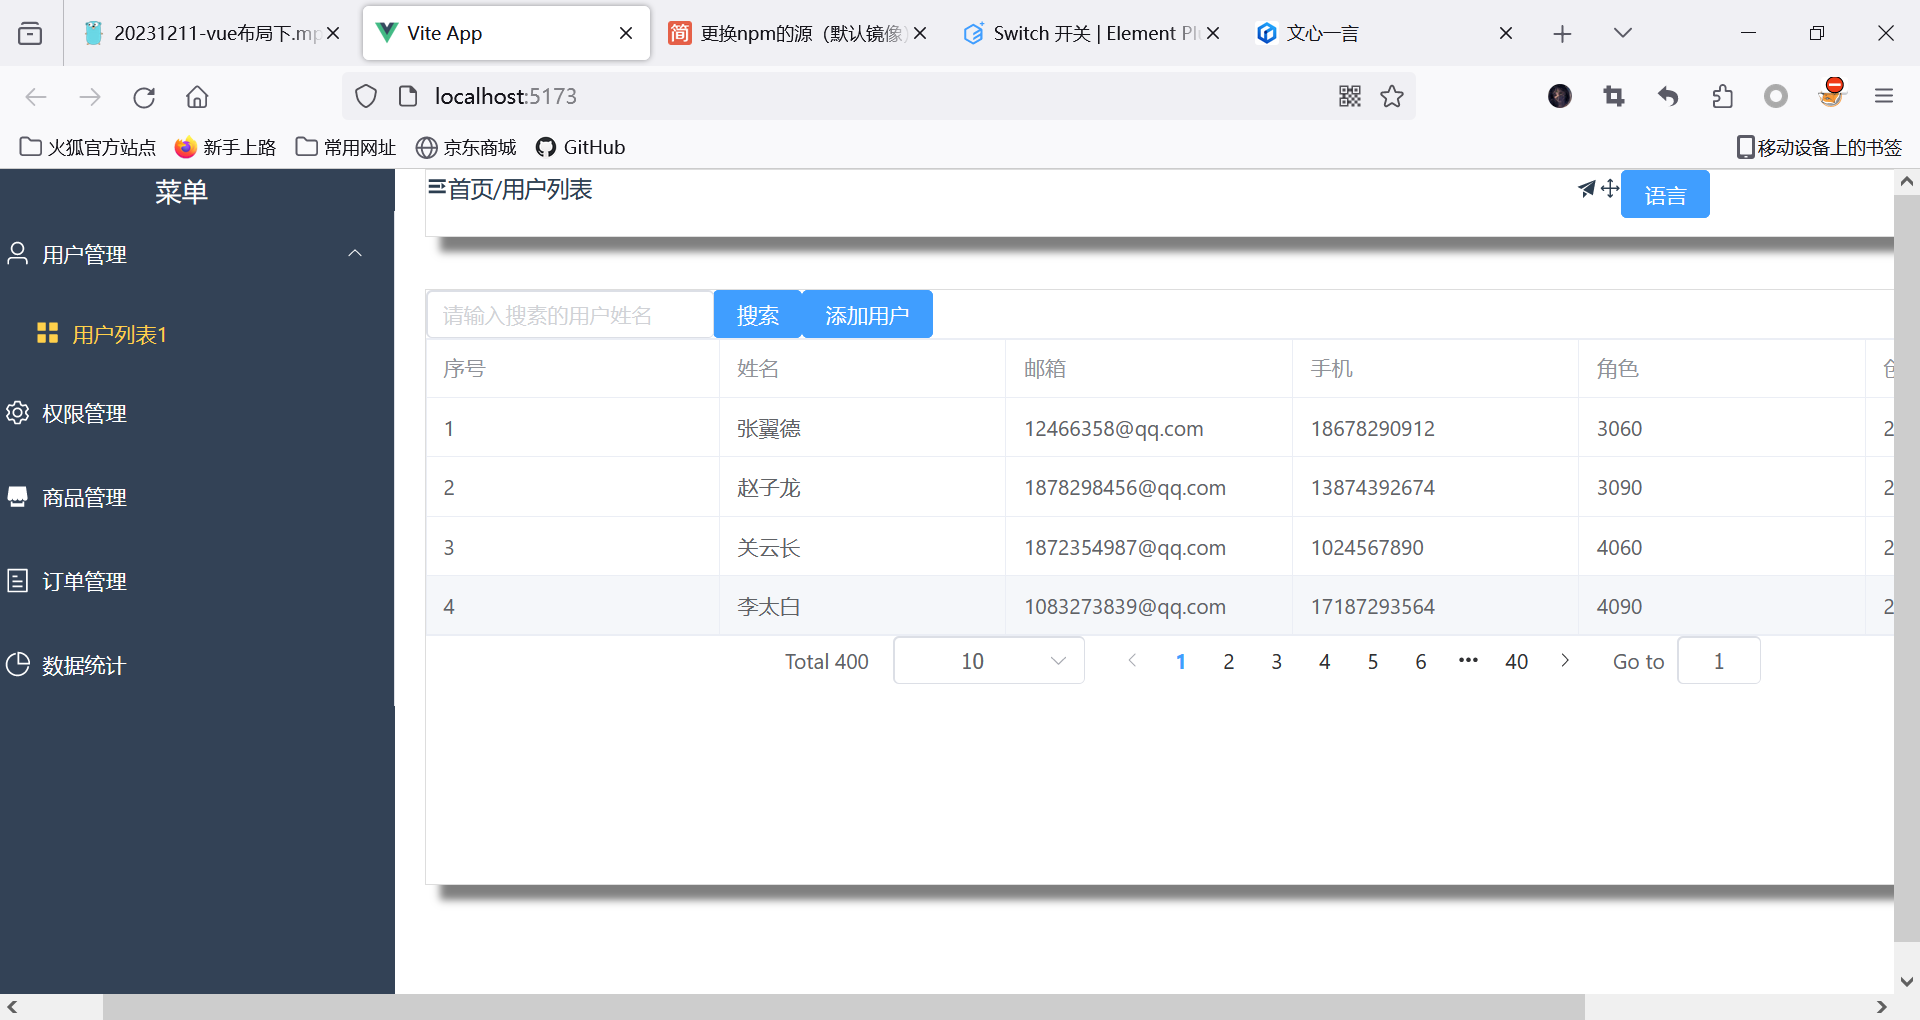 20231211-vue布局下.mp
Vite App
更换npm的源（默认镜像
Switch 开关 | Element Pl
文心一言
localhost:5173
火狐官方站点
新手上路
常用网址
京东商城
GitHub
移动设备上的书签
菜单
首页/用户列表
语言
用户管理
用户列表1
权限管理
商品管理
订单管理
数据统计
请输入搜素的用户姓名
搜索
添加用户
序号 姓名 邮箱 手机 角色
1 张翼德 12466358@qq.com 18678290912 3060 2
2 赵子龙 1878298456@qq.com 13874392674 3090 2
3 关云长 1872354987@qq.com 1024567890 4060 2
4 李太白 1083273839@qq.com 17187293564 4090 2
Total 400 10 1 2 3 4 5 6 ••• 40 Go to 1